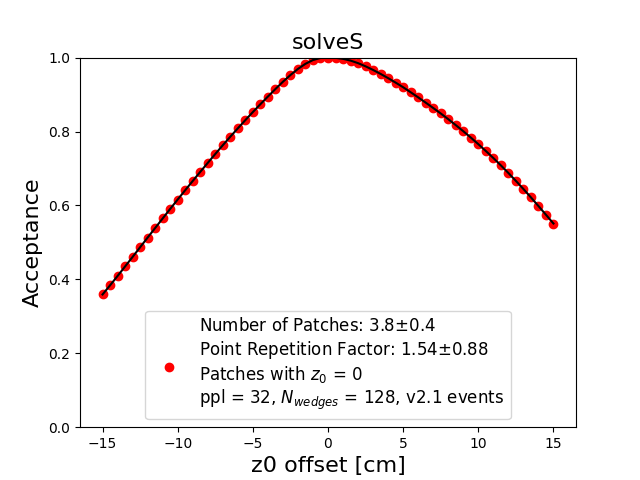 solveS
1.0
0.8
0.6
0.4
0.2
0.0
Acceptance
Number of Patches: 3.8±0.4
Point Repetition Factor: 1.54±0.88
Patches with z0 = 0
ppl = 32, Nwedges = 128, v2.1 events
−15 −10 −5 0 5 10 15
z0 offset [cm]